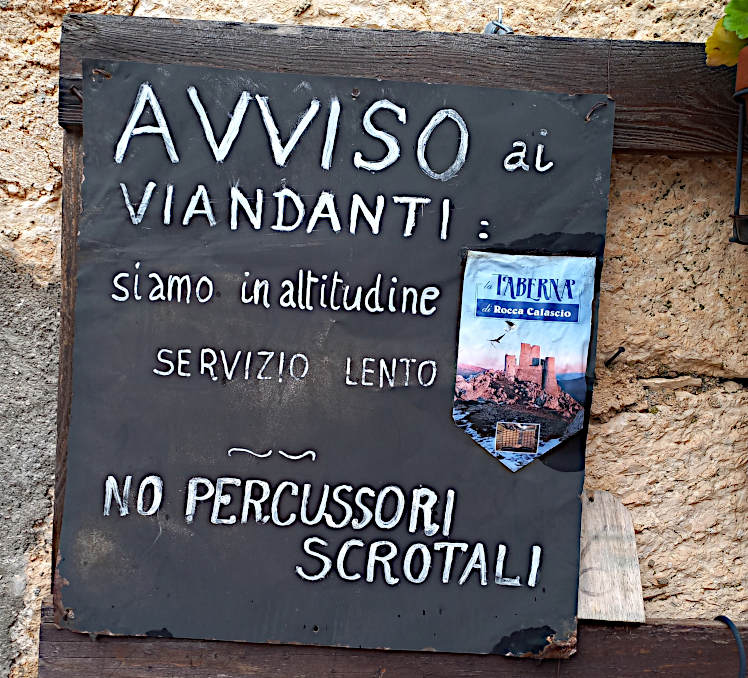 AVVISO ai
VIANDANTI:
siamo in altitudine
SERVIZIO LENTO
la TABERNA
di Rocca Calascio
NO PERCUSSORI
SCROTALI